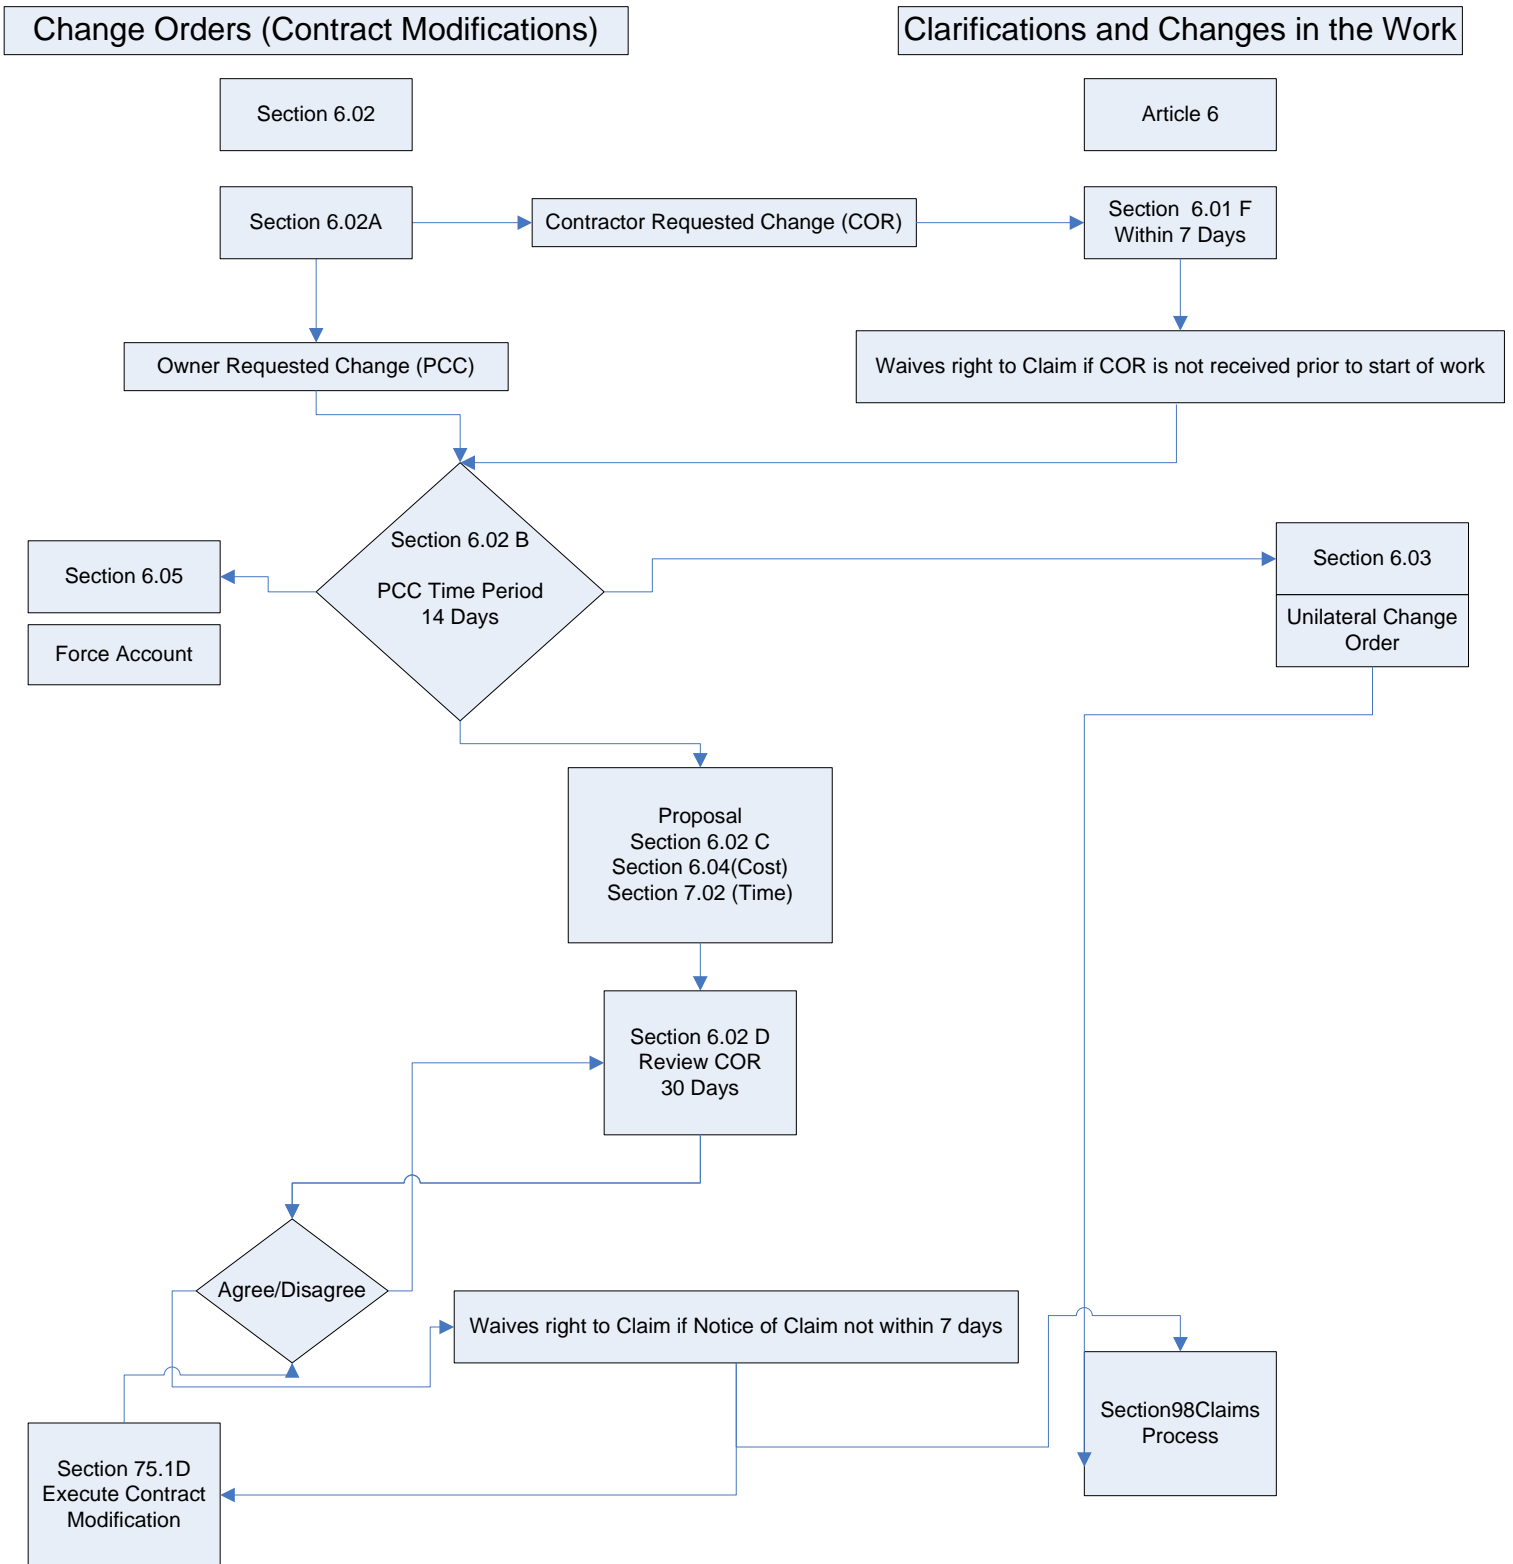 Change Orders (Contract Modifications)
Clarifications and Changes in the Work
Section 6.02
Article 6
Section 6.02A
Contractor Requested Change (COR)
Section  6.01 F
Within 7 Days
Owner Requested Change (PCC)
Waives right to Claim if COR is not received prior to start of work
Section 6.02 B
PCC Time Period
14 Days
Section 6.05
Force Account
Section 6.03
Unilateral Change
Order
Proposal
Section 6.02 C
Section 6.04(Cost)
Section 7.02 (Time)
Section 6.02 D
Review COR
30 Days
Agree/Disagree
Waives right to Claim if Notice of Claim not within 7 days
Section98Claims
Process
Section 75.1D
Execute Contract
Modification